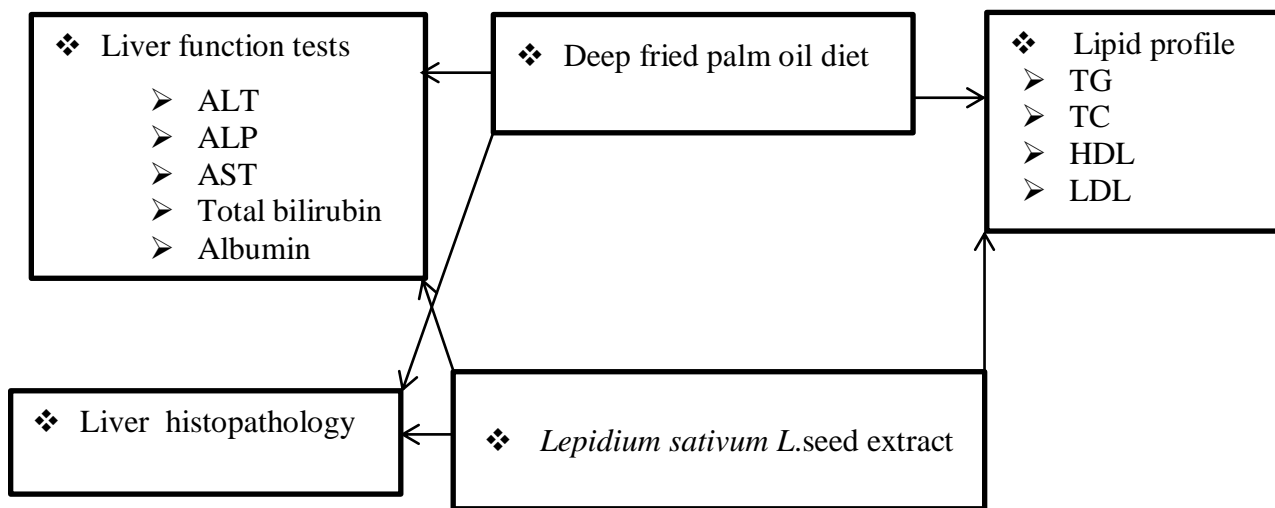 ❖ Liver function tests
➢ ALT
➢ ALP
➢ AST
➢ Total bilirubin
➢ Albumin
❖ Deep fried palm oil diet
❖ Lipid profile
➢ TG
➢ TC
➢ HDL
➢ LDL
❖ Liver histopathology
❖ Lepidium sativum L.seed extract